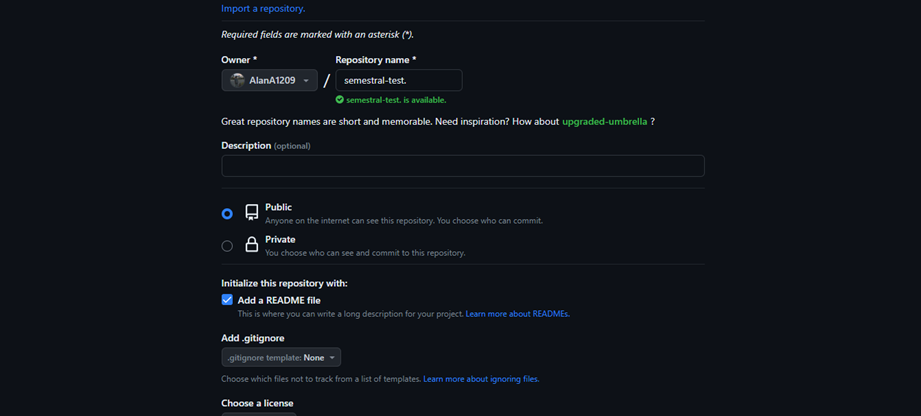 Import a repository.
Required fields are marked with an asterisk (*).
Owner * Repository name *
AlanA1209 / semestral-test.
semestral-test. is available.
Great repository names are short and memorable. Need inspiration? How about upgraded-umbrella ?
Description (optional)
Public
Anyone on the internet can see this repository. You choose who can commit.
Private
You choose who can see and commit to this repository.
Initialize this repository with:
Add a README file
This is where you can write a long description for your project. Learn more about READMEs.
Add .gitignore
.gitignore template: None
Choose which files not to track from a list of templates. Learn more about ignoring files.
Choose a license